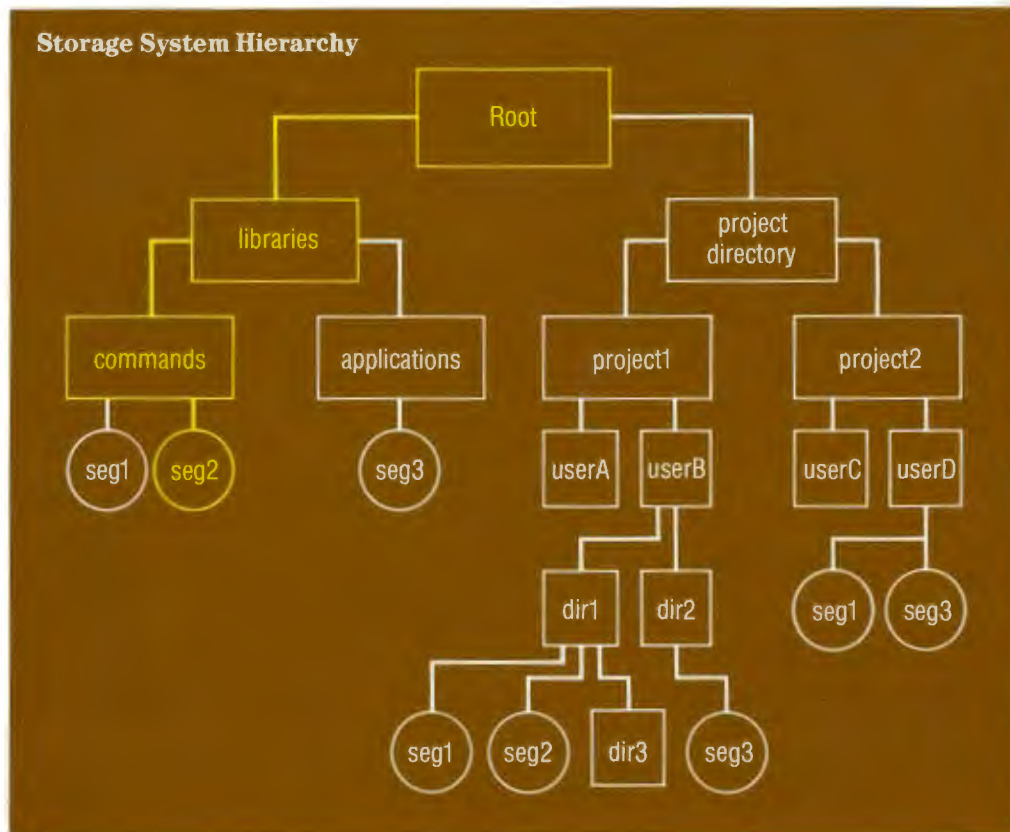 Storage System Hierarchy
Root
libraries
project
directory
commands
applications
project1
project2
seg1
seg2
seg3
userA
userB
userC
userD
dir1
dir2
seg1
seg3
seg1
seg2
dir3
seg3